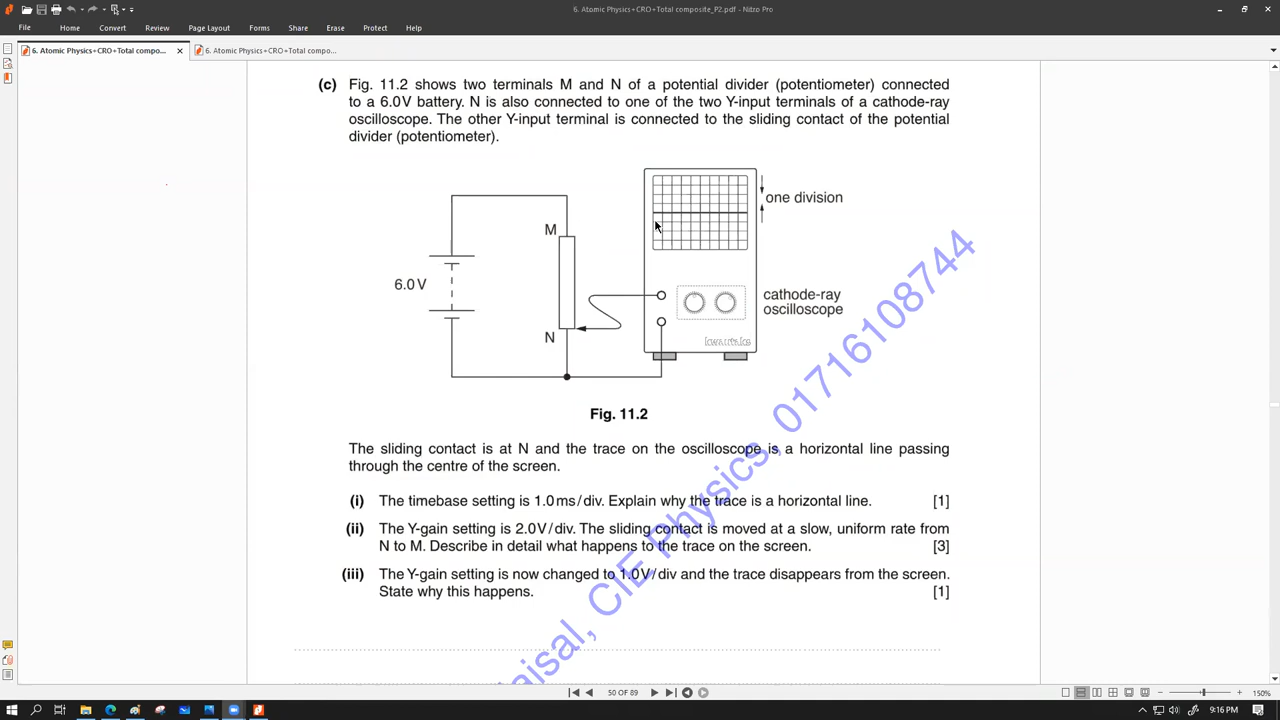 6. Atomic Physics+CRO+Total composite_P2.pdf - Nitro Pro
File Home Convert Review Page Layout Forms Share Erase Protect Help
6. Atomic Physics+CRO+Total compo... × 6. Atomic Physics+CRO+Total compo...
(c) Fig. 11.2 shows two terminals M and N of a potential divider (potentiometer) connected
to a 6.0V battery. N is also connected to one of the two Y-input terminals of a cathode-ray
oscilloscope. The other Y-input terminal is connected to the sliding contact of the potential
divider (potentiometer).
one division
M
6.0V
cathode-ray
oscilloscope
N
Fig. 11.2
The sliding contact is at N and the trace on the oscilloscope is a horizontal line passing
through the centre of the screen.
(i) The timebase setting is 1.0ms/div. Explain why the trace is a horizontal line. [1]
(ii) The Y-gain setting is 2.0V/div. The sliding contact is moved at a slow, uniform rate from
N to M. Describe in detail what happens to the trace on the screen. [3]
(iii) The Y-gain setting is now changed to 1.0V/div and the trace disappears from the screen.
State why this happens. [1]
aisal, CIE Physics, 01716108744
50 OF 89
150%
9:16 PM